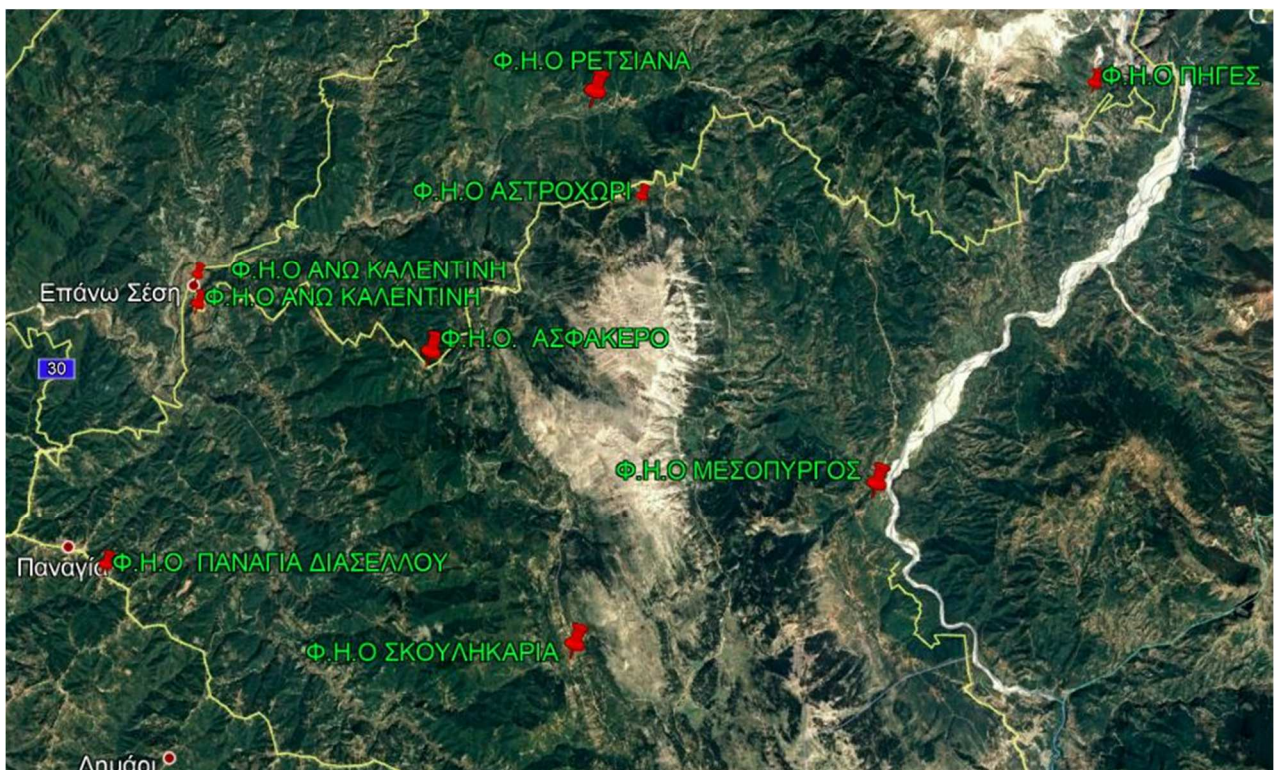 Φ.Η.Ο ΡΕΤΣΙΑΝΑ
Φ.Η.Ο ΠΗΓΕΣ
Φ.Η.Ο ΑΣΤΡΟΧΩΡΙ
Φ.Η.Ο ΑΝΩ ΚΑΛΕΝΤΙΝΗ
Επάνω Σέση
Φ.Η.Ο ΑΝΩ ΚΑΛΕΝΤΙΝΗ
Φ.Η.Ο. ΑΣΦΑΚΕΡΟ
30
Φ.Η.Ο ΜΕΣΟΠΥΡΓΟΣ
Παναγία
Φ.Η.Ο ΠΑΝΑΓΙΑ ΔΙΑΣΕΛΛΟΥ
Φ.Η.Ο ΣΚΟΥΛΗΚΑΡΙΑ
Δημάρι